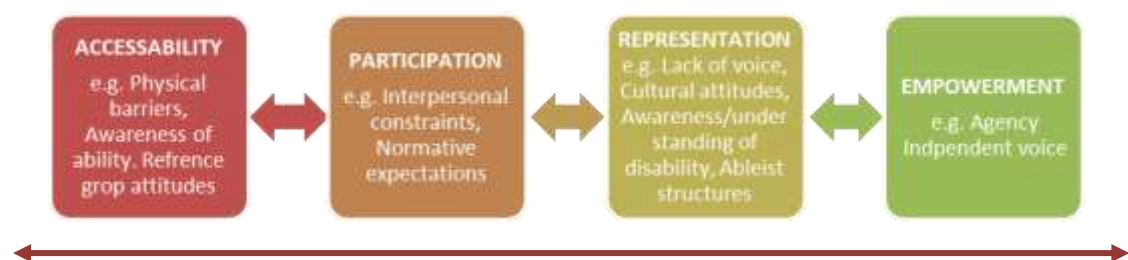 ACCESSABILITY
e.g. Physical
barriers,
Awareness of
ability, Refrence
grop attitudes
PARTICIPATION
e.g. Interpersonal
constraints,
Normative
expectations
REPRESENTATION
e.g. Lack of voice,
Cultural attitudes,
Awareness/under
standing of
disability, Ableist
structures
EMPOWERMENT
e.g. Agency
Indpendent voice